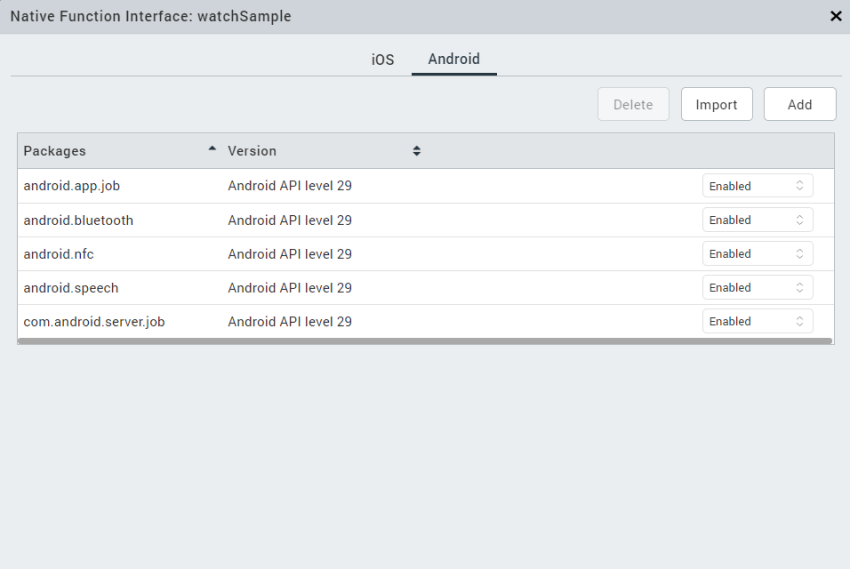 Native Function Interface: watchSample
iOS Android
Delete Import Add
Packages Version
android.app.job Android API level 29 Enabled
android.bluetooth Android API level 29 Enabled
android.nfc Android API level 29 Enabled
android.speech Android API level 29 Enabled
com.android.server.job Android API level 29 Enabled